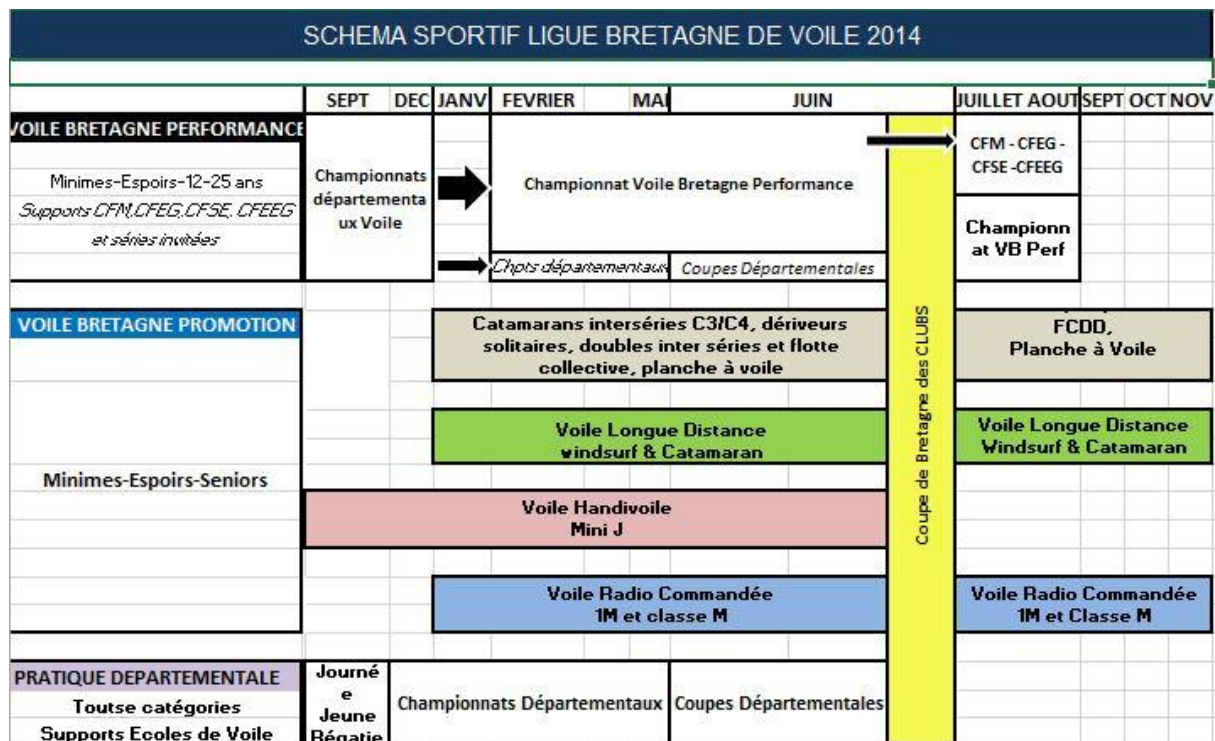 SCHEMA SPORTIF LIGUE BRETAGNE DE VOILE 2014
SEPT DEC JANV FEVRIER MAI JUIN JUILLET AOUT SEPT OCT NOV
VOILE BRETAGNE PERFORMANCE
Minimes-Espoirs-12-25 ans
Supports CFM,CFEG,CFSE, CFEEG
et séries invitées
Championnats
départementa
ux Voile
Championnat Voile Bretagne Performance
Chpts départementaux
Coupes Départementales
CFM - CFEG -
CFSE -CFEEG
Championn
at VB Perf
Coupe de Bretagne des CLUBS
VOILE BRETAGNE PROMOTION
Minimes-Espoirs-Seniors
Catamarans interséries C3/C4, dériveurs
solitaires, doubles inter séries et flotte
collective, planche à voile
FCDD,
Planche à Voile
Voile Longue Distance
windsurf & Catamaran
Voile Longue Distance
Windsurf & Catamaran
Voile Handivoile
Mini J
Voile Radio Commandée
1M et classe M
Voile Radio Commandée
1M et Classe M
PRATIQUE DEPARTEMENTALE
Toutse catégories
Supports Ecoles de Voile
Journé
e
Jeune
Régatie
Championnats Départementaux
Coupes Départementales